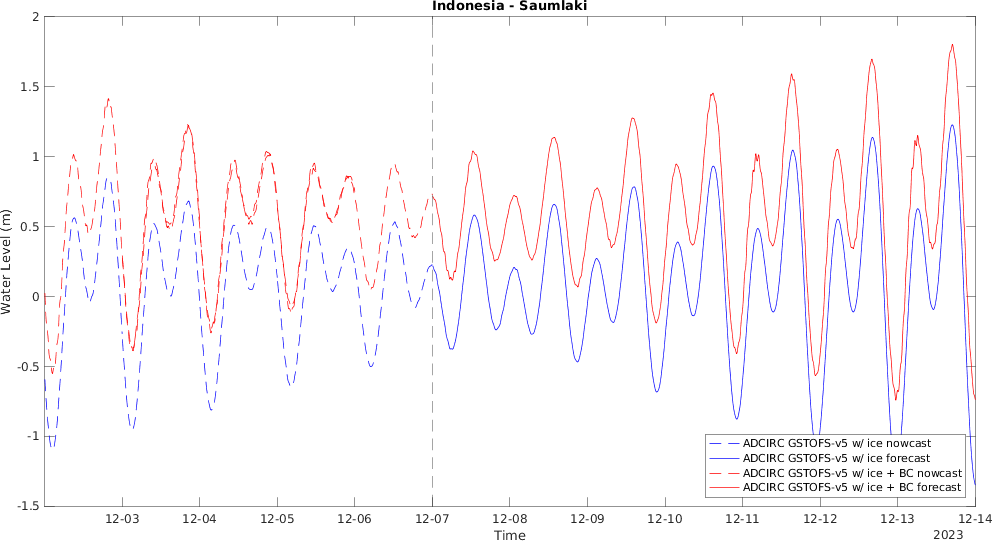 Indonesia - Saumlaki
2
1.5
1
0.5
0
-0.5
-1
-1.5
Water Level (m)
ADCIRC GSTOFS-v5 w/ ice nowcast
ADCIRC GSTOFS-v5 w/ ice forecast
ADCIRC GSTOFS-v5 w/ ice + BC nowcast
ADCIRC GSTOFS-v5 w/ ice + BC forecast
12-03 12-04 12-05 12-06 12-07 12-08 12-09 12-10 12-11 12-12 12-13 12-14
Time
2023